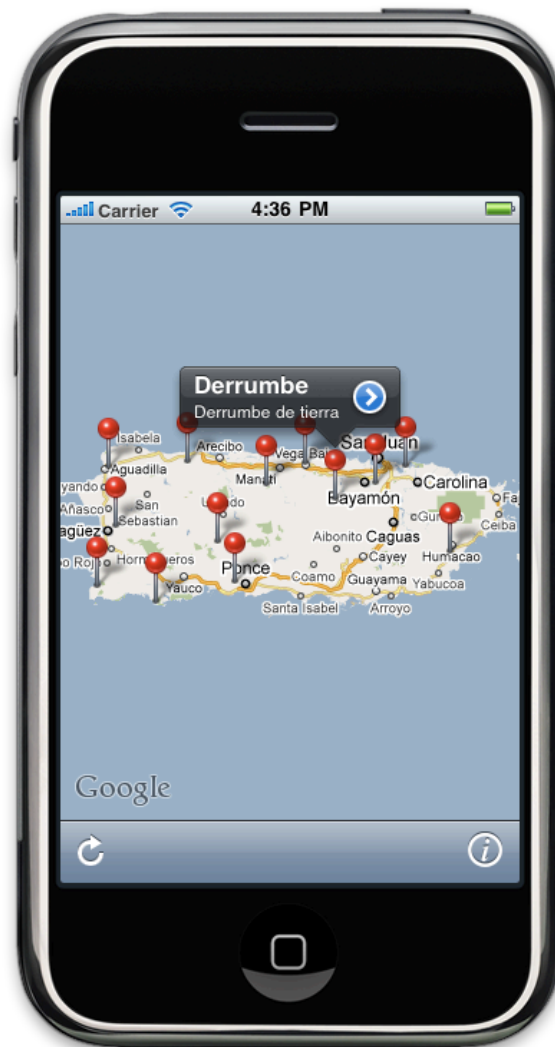 Carrier 4:36 PM
Derrumbe
Derrumbe de tierra
Isabela
Arecibo
Vega
San Juan
Aguadilla
Manatí
Carolina
Bayamón
San
Sebastian
Añasco
Caguas
Ceiba
Aibonito
Humacao
Cayey
Ponce
Coamo
Guayama
Yabucoa
Yauco
Santa Isabel
Arroyo
Google